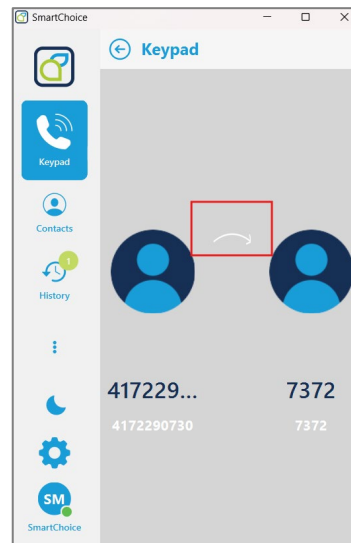 SmartChoice
Keypad
Keypad
Contacts
1
History
417229...
7372
4172290730
7372
SM
SmartChoice